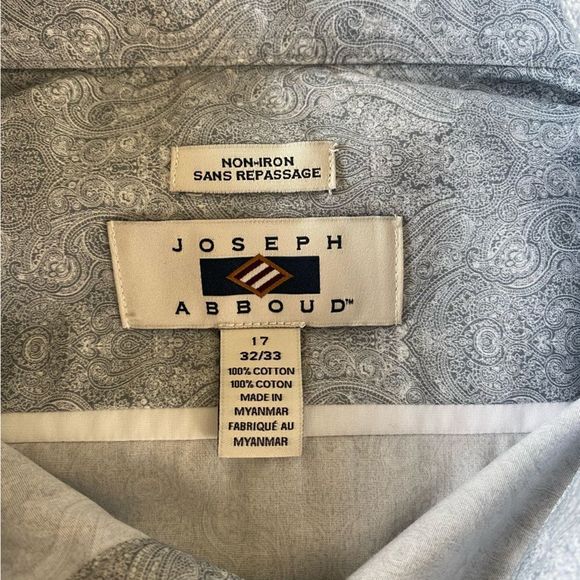 NON-IRON
SANS REPASSAGE
JOSEPH
ABBOUD™
17
32/33
100% COTTON
100% COTON
MADE IN
MYANMAR
FABRIQUÉ AU
MYANMAR